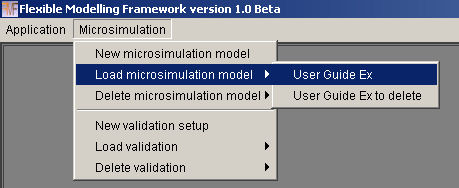 Flexible Modelling Framework version 1.0 Beta
Application Microsimulation
New microsimulation model
Load microsimulation model User Guide Ex
Delete microsimulation model User Guide Ex to delete
New validation setup
Load validation
Delete validation